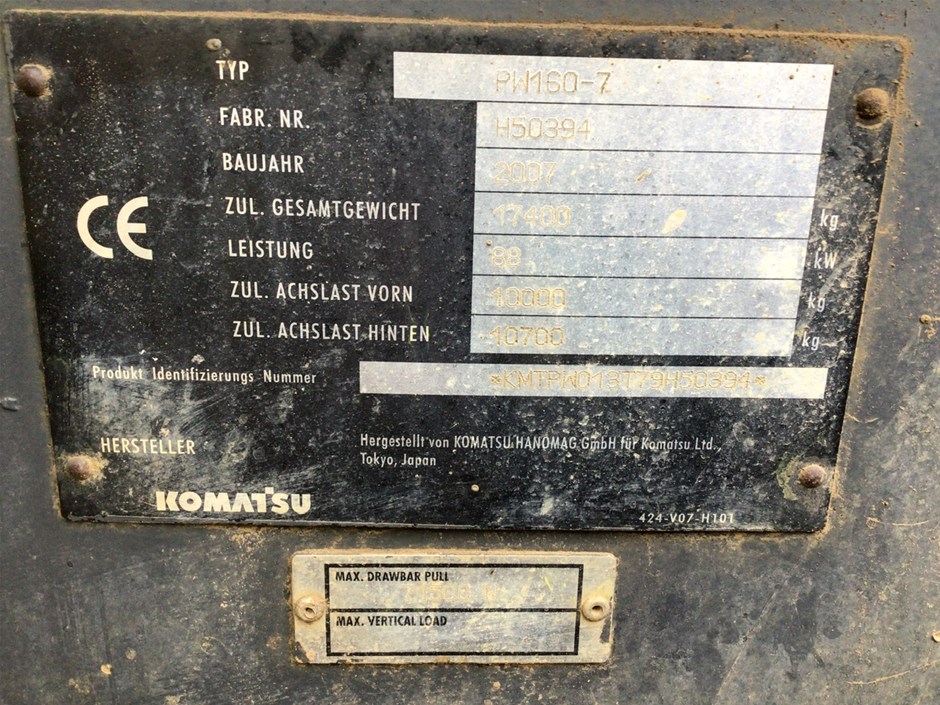 TYP PW160-7
FABR. NR. H50394
BAUJAHR 2007
ZUL. GESAMTGEWICHT 17400 kg
LEISTUNG 88 kW
ZUL. ACHSLAST VORN 10000 kg
ZUL. ACHSLAST HINTEN 10700 kg
Produkt Identifizierungs Nummer *KMTPW013T79H50394*
CE
HERSTELLER Hergestellt von KOMATSU HANOMAG GmbH für Komatsu Ltd.,
Tokyo, Japan
KOMATSU
424-V07-H101
MAX. DRAWBAR PULL
MAX. VERTICAL LOAD